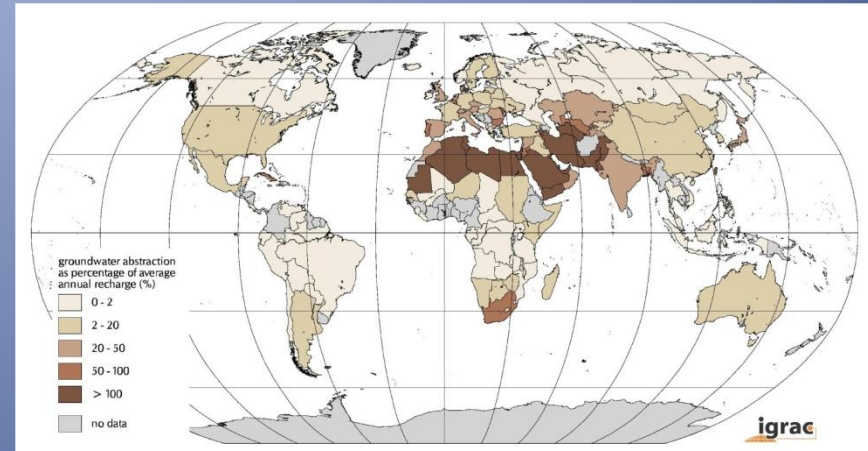 groundwater abstraction
as percentage of average
annual recharge (%)
0 - 2
2 - 20
20 - 50
50 - 100
> 100
no data
igrac